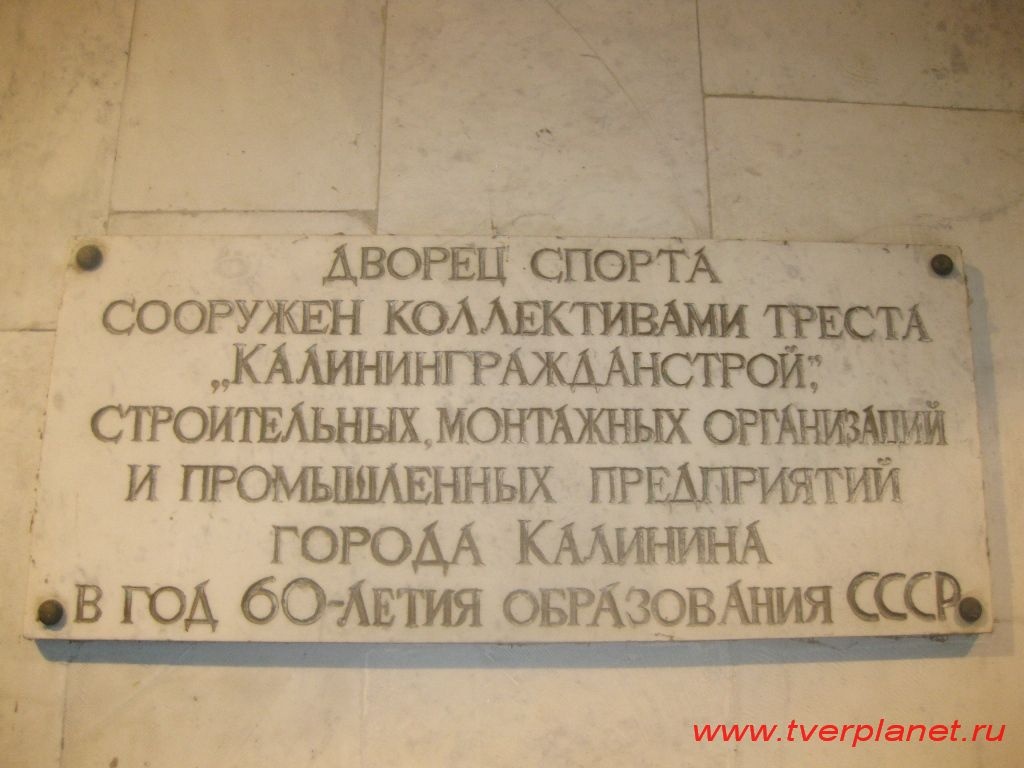 ДВОРЕЦ СПОРТА
СООРУЖЕН КОЛЛЕКТИВАМИ ТРЕСТА
„КАЛИНИНГРАЖДАНСТРОЙ”,
СТРОИТЕЛЬНЫХ, МОНТАЖНЫХ ОРГАНИЗАЦИЙ
И ПРОМЫШЛЕННЫХ ПРЕДПРИЯТИЙ
ГОРОДА КАЛИНИНА
В ГОД 60-ЛЕТИЯ ОБРАЗОВАНИЯ СССР
www.tverplanet.ru